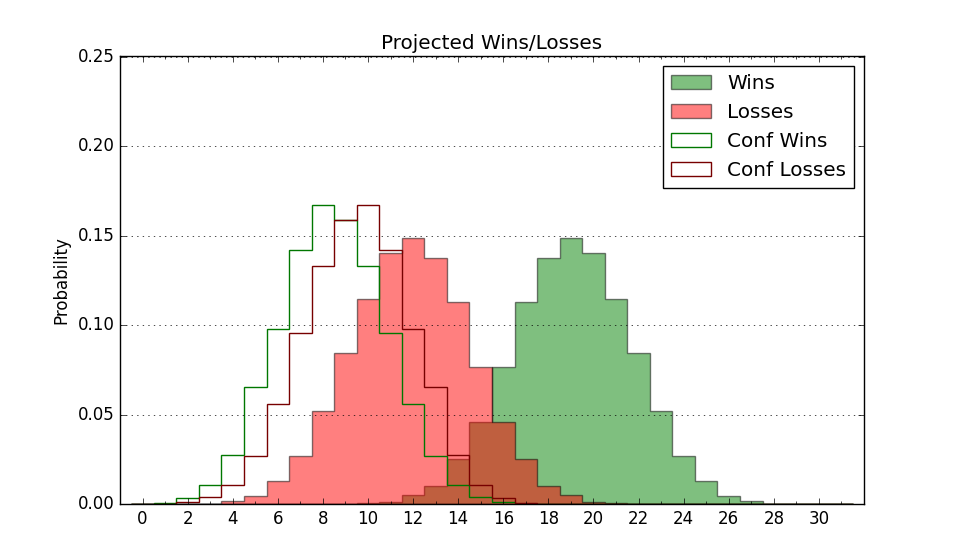 Projected Wins/Losses
0.25
0.20
0.15
0.10
0.05
0.00
Probability
Wins
Losses
Conf Wins
Conf Losses
0 2 4 6 8 10 12 14 16 18 20 22 24 26 28 30